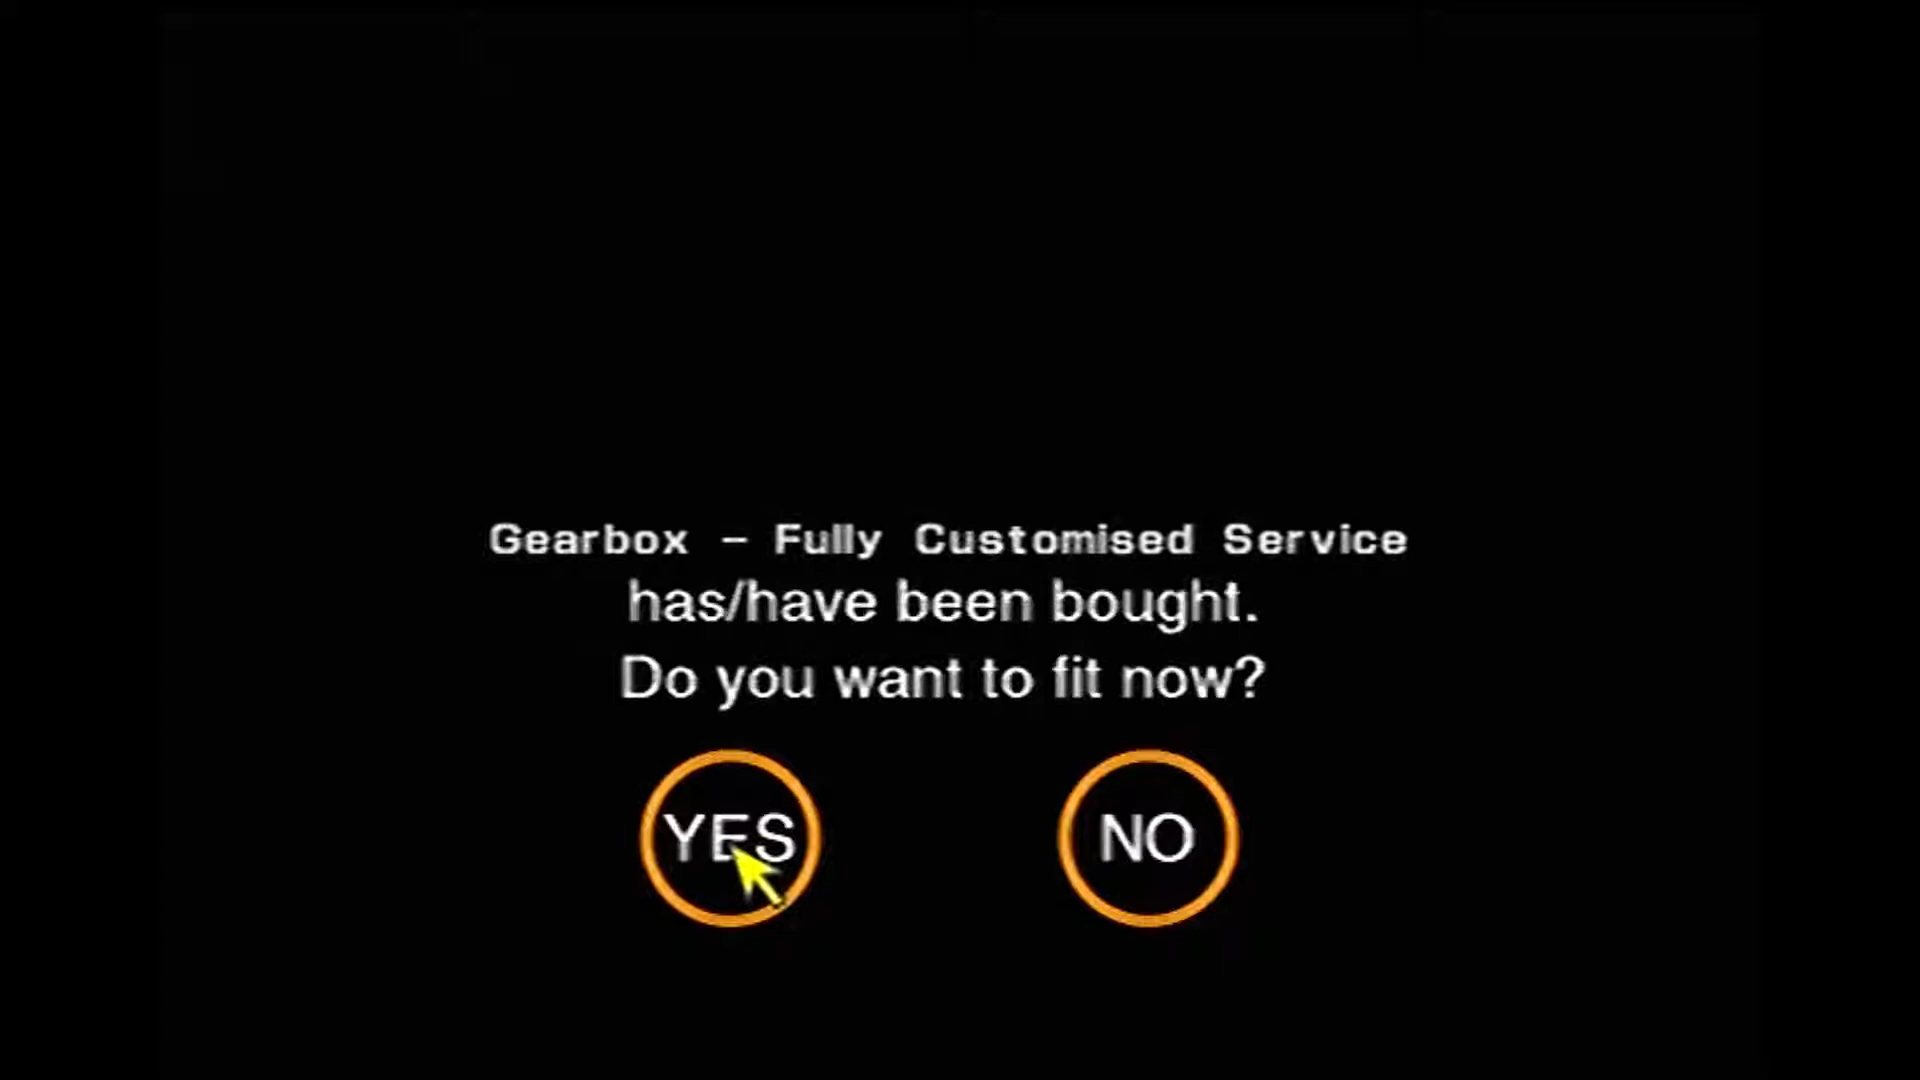 Gearbox - Fully Customised Service
has/have been bought.
Do you want to fit now?
YES NO